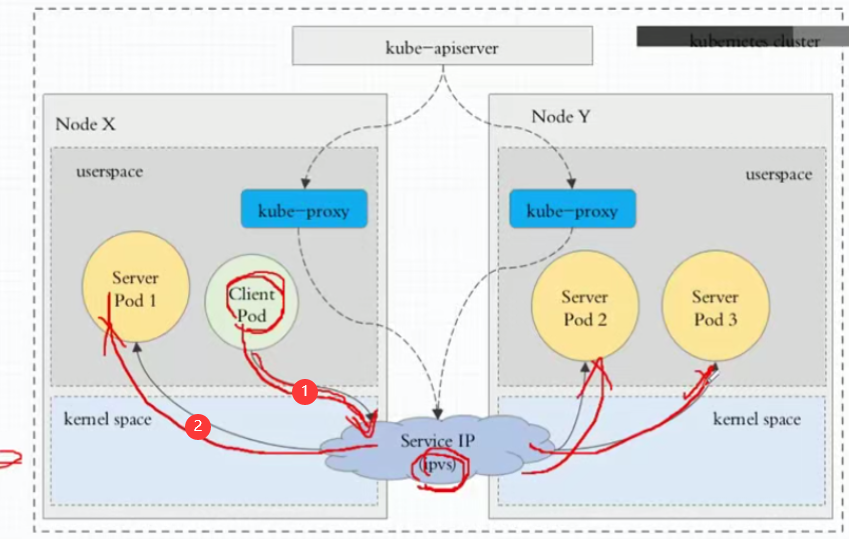 kube-apiserver
kubernetes cluster
Node X
Node Y
userspace
userspace
kube-proxy
kube-proxy
Server
Pod 1
Client
Pod
Server
Pod 2
Server
Pod 3
1
kernel space
kernel space
2
Service IP
(ipvs)